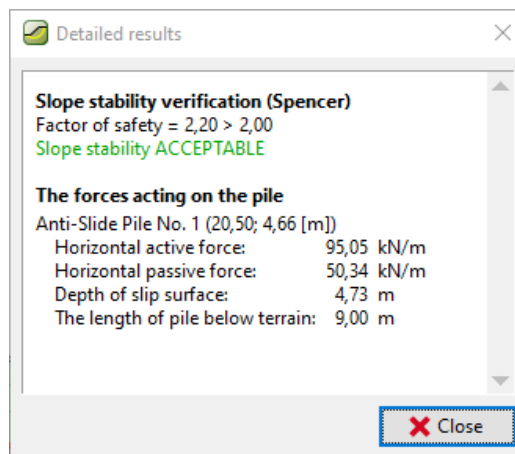 Detailed results
Slope stability verification (Spencer)
Factor of safety = 2,20 > 2,00
Slope stability ACCEPTABLE
The forces acting on the pile
Anti-Slide Pile No. 1 (20,50; 4,66 [m])
Horizontal active force: 95,05 kN/m
Horizontal passive force: 50,34 kN/m
Depth of slip surface: 4,73 m
The length of pile below terrain: 9,00 m
Close